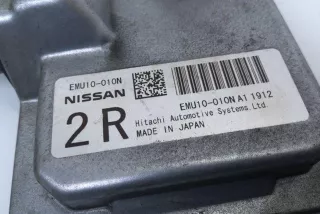 EMU10-010N
NISSAN
EMU10-010N A1 1912
2R
Hitachi Automotive Systems, Ltd.
MADE IN JAPAN